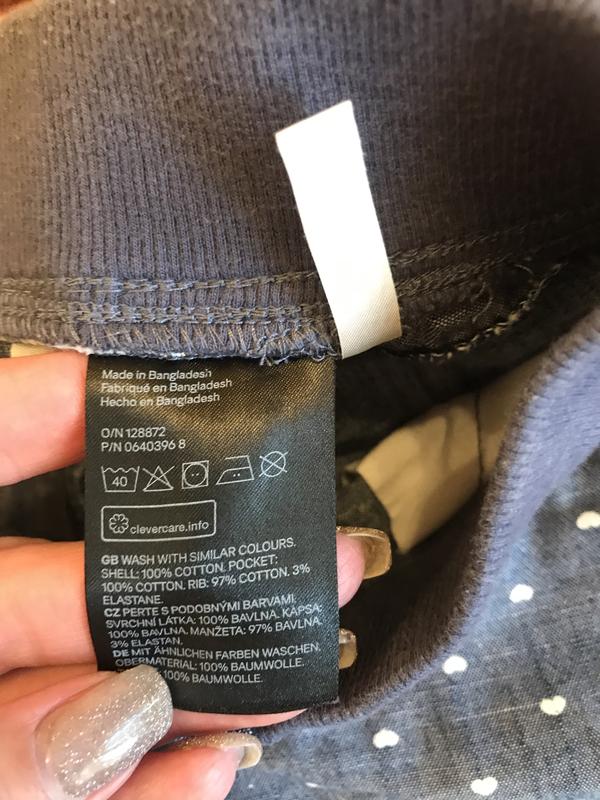 Made in Bangladesh
Fabriqué en Bangladesh
Hecho en Bangladesh
O/N 128872
P/N 0640396 8
40
clevercare.info
GB WASH WITH SIMILAR COLOURS.
SHELL: 100% COTTON. POCKET:
100% COTTON. RIB: 97% COTTON. 3%
ELASTANE.
CZ PERTE S PODOBNÝMI BARVAMI.
SVRCHNÍ LÁTKA: 100% BAVLNA. KAPSA:
100% BAVLNA. MANŽETA: 97% BAVLNA.
3% ELASTAN.
DE MIT ÄHNLICHEN FARBEN WASCHEN.
OBERMATERIAL: 100% BAUMWOLLE.
100% BAUMWOLLE.